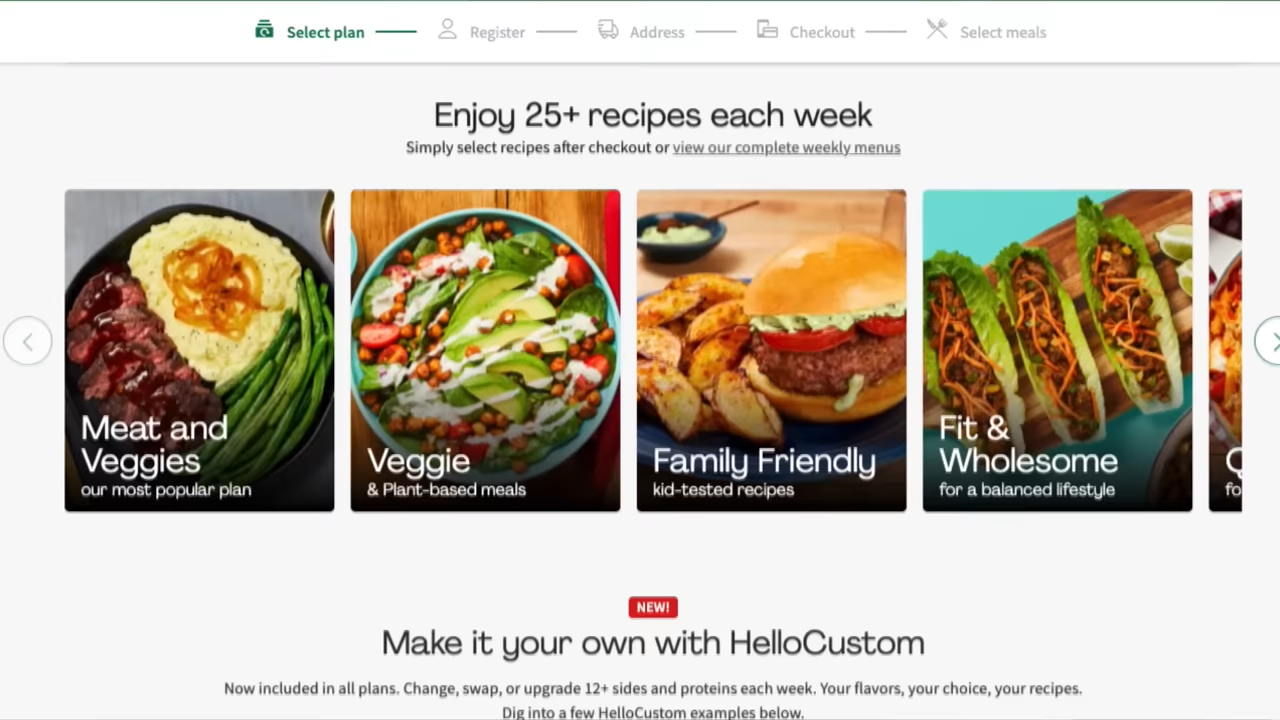 Select plan
Register
Address
Checkout
Select meals
Enjoy 25+ recipes each week
Simply select recipes after checkout or view our complete weekly menus
Meat and
Veggies
our most popular plan
Veggie
& Plant-based meals
Family Friendly
kid-tested recipes
Fit &
Wholesome
for a balanced lifestyle
NEW!
Make it your own with HelloCustom
Now included in all plans. Change, swap, or upgrade 12+ sides and proteins each week. Your flavors, your choice, your recipes.
Dig into a few HelloCustom examples below.